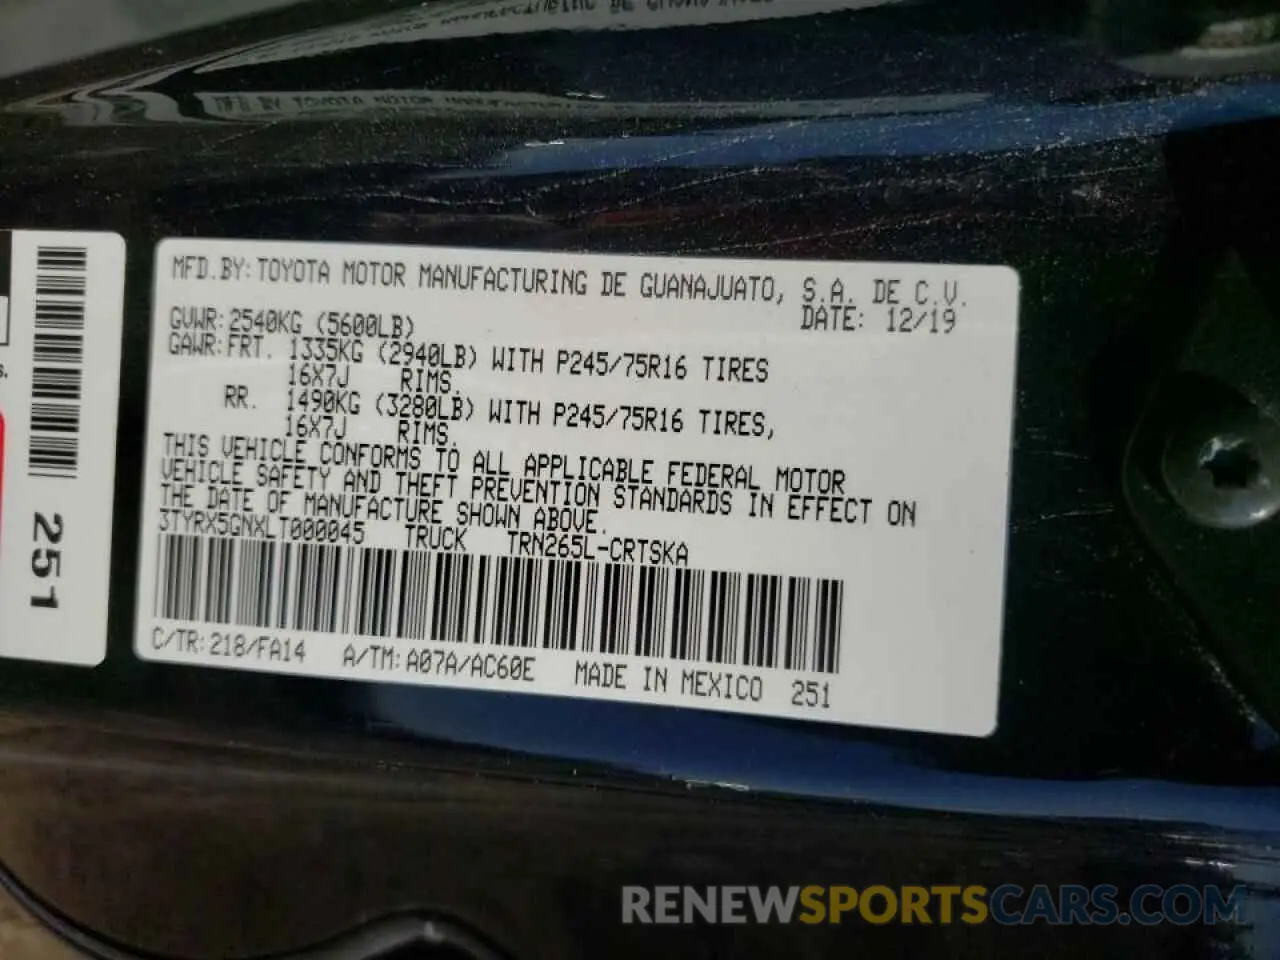 MFD.BY:TOYOTA MOTOR MANUFACTURING DE GUANAJUATO, S.A. DE C.V.
DATE: 12/19
GVWR:2540KG (5600LB)
GAWR:FRT. 1335KG (2940LB) WITH P245/75R16 TIRES
16X7J RIMS.
RR. 1490KG (3280LB) WITH P245/75R16 TIRES,
16X7J RIMS.
THIS VEHICLE CONFORMS TO ALL APPLICABLE FEDERAL MOTOR
VEHICLE SAFETY AND THEFT PREVENTION STANDARDS IN EFFECT ON
THE DATE OF MANUFACTURE SHOWN ABOVE.
3TYRX5GNXLT000045 TRUCK TRN265L-CRTSKA
C/TR:218/FA14 A/TM:A07A/AC60E MADE IN MEXICO 251
251
RENEWSPORTSCARS.COM